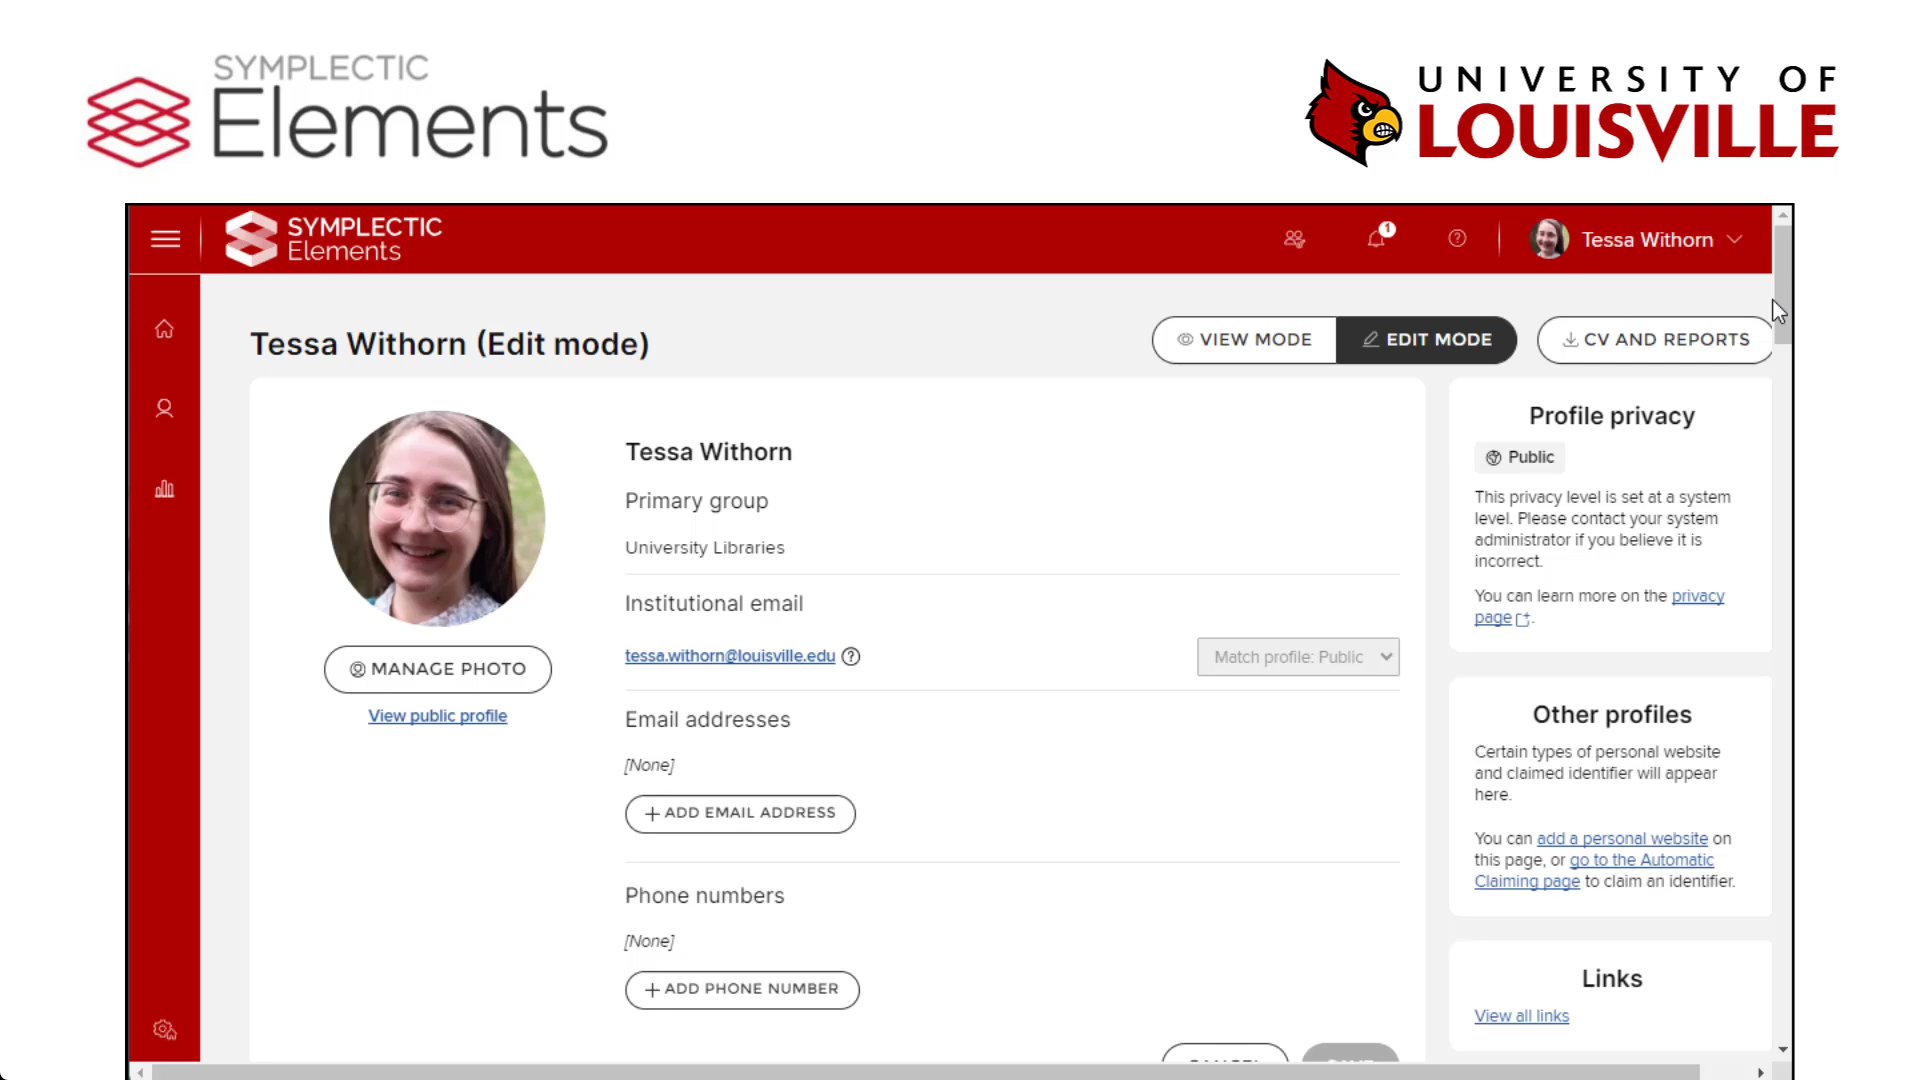 SYMPLECTIC
Elements
UNIVERSITY OF
LOUISVILLE
SYMPLECTIC
Elements
1
Tessa Withorn
Tessa Withorn (Edit mode)
VIEW MODE
EDIT MODE
CV AND REPORTS
Tessa Withorn
Primary group
University Libraries
Institutional email
tessa.withorn@louisville.edu
Match profile: Public
MANAGE PHOTO
View public profile
Email addresses
[None]
+ ADD EMAIL ADDRESS
Phone numbers
[None]
+ ADD PHONE NUMBER
Profile privacy
Public
This privacy level is set at a system
level. Please contact your system
administrator if you believe it is
incorrect.
You can learn more on the privacy
page.
Other profiles
Certain types of personal website
and claimed identifier will appear
here.
You can add a personal website on
this page, or go to the Automatic
Claiming page to claim an identifier.
Links
View all links